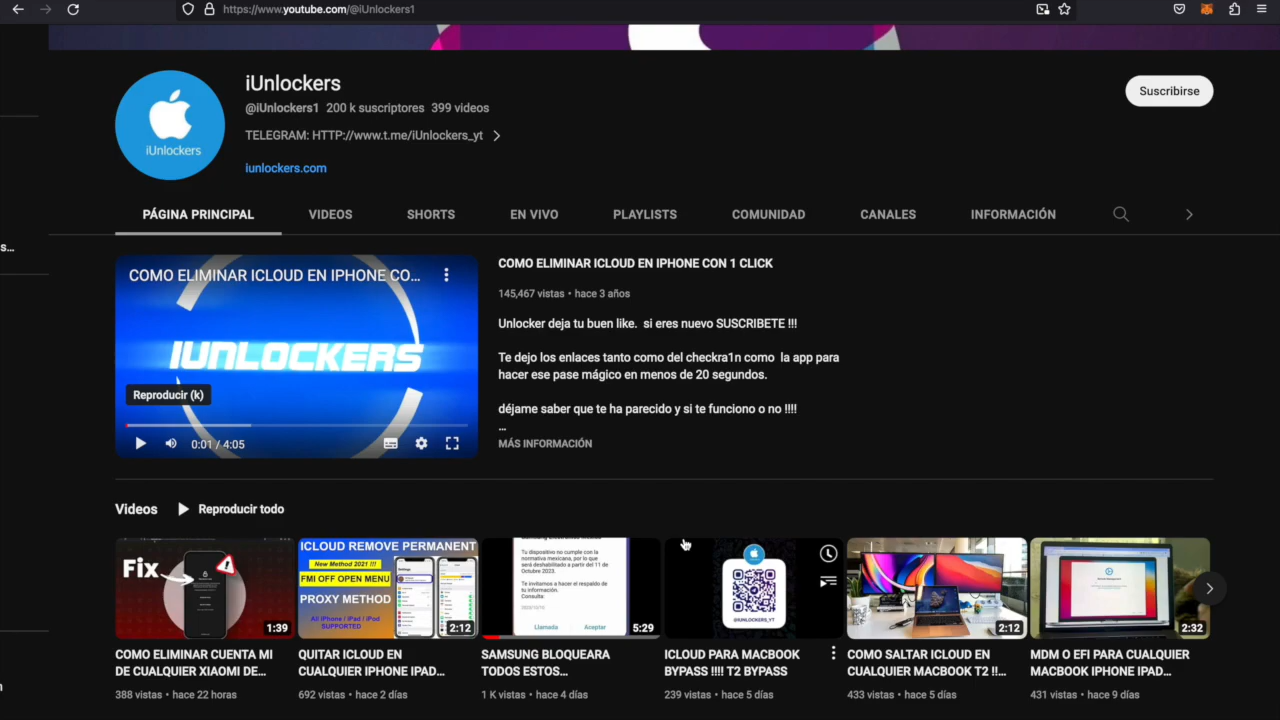 https://www.youtube.com/@iUnlockers1
iUnlockers
iUnlockers
@iUnlockers1 200 k suscriptores 399 videos
Suscribirse
TELEGRAM: HTTP://www.t.me/iUnlockers_yt
iunlockers.com
PÁGINA PRINCIPAL
VIDEOS
SHORTS
EN VIVO
PLAYLISTS
COMUNIDAD
CANALES
INFORMACIÓN
s...
COMO ELIMINAR ICLOUD EN IPHONE CO...
IUNLOCKERS
Reproducir (k)
0:01 / 4:05
COMO ELIMINAR ICLOUD EN IPHONE CON 1 CLICK
145,467 vistas • hace 3 años
Unlocker deja tu buen like. si eres nuevo SUSCRIBETE !!!
Te dejo los enlaces tanto como del checkra1n como la app para
hacer ese pase mágico en menos de 20 segundos.
déjame saber que te ha parecido y si te funciono o no !!!!
...
MÁS INFORMACIÓN
Videos
Reproducir todo
Fix
1:39
COMO ELIMINAR CUENTA MI
DE CUALQUIER XIAOMI DE...
388 vistas • hace 22 horas
ICLOUD REMOVE PERMANENT
New Method 2021 !!!
FMI OFF OPEN MENU
PROXY METHOD
All iPhone / iPad / iPod
SUPPORTED
2:12
QUITAR ICLOUD EN
CUALQUIER IPHONE IPAD...
692 vistas • hace 2 días
Tu dispositivo no cumple con la
normativa mexicana, por lo que
será deshabilitado a partir del 11 de
Octubre 2023.
Te invitamos a hacer el respaldo de
tu información.
Consulta:
Llamada
Aceptar
5:29
SAMSUNG BLOQUEARA
TODOS ESTOS...
1 K vistas • hace 4 días
@IUNLOCKERS_YT
ICLOUD PARA MACBOOK
BYPASS !!!! T2 BYPASS
239 vistas • hace 5 días
2:12
COMO SALTAR ICLOUD EN
CUALQUIER MACBOOK T2 !!...
433 vistas • hace 5 días
2:32
MDM O EFI PARA CUALQUIER
MACBOOK IPHONE IPAD...
431 vistas • hace 9 días